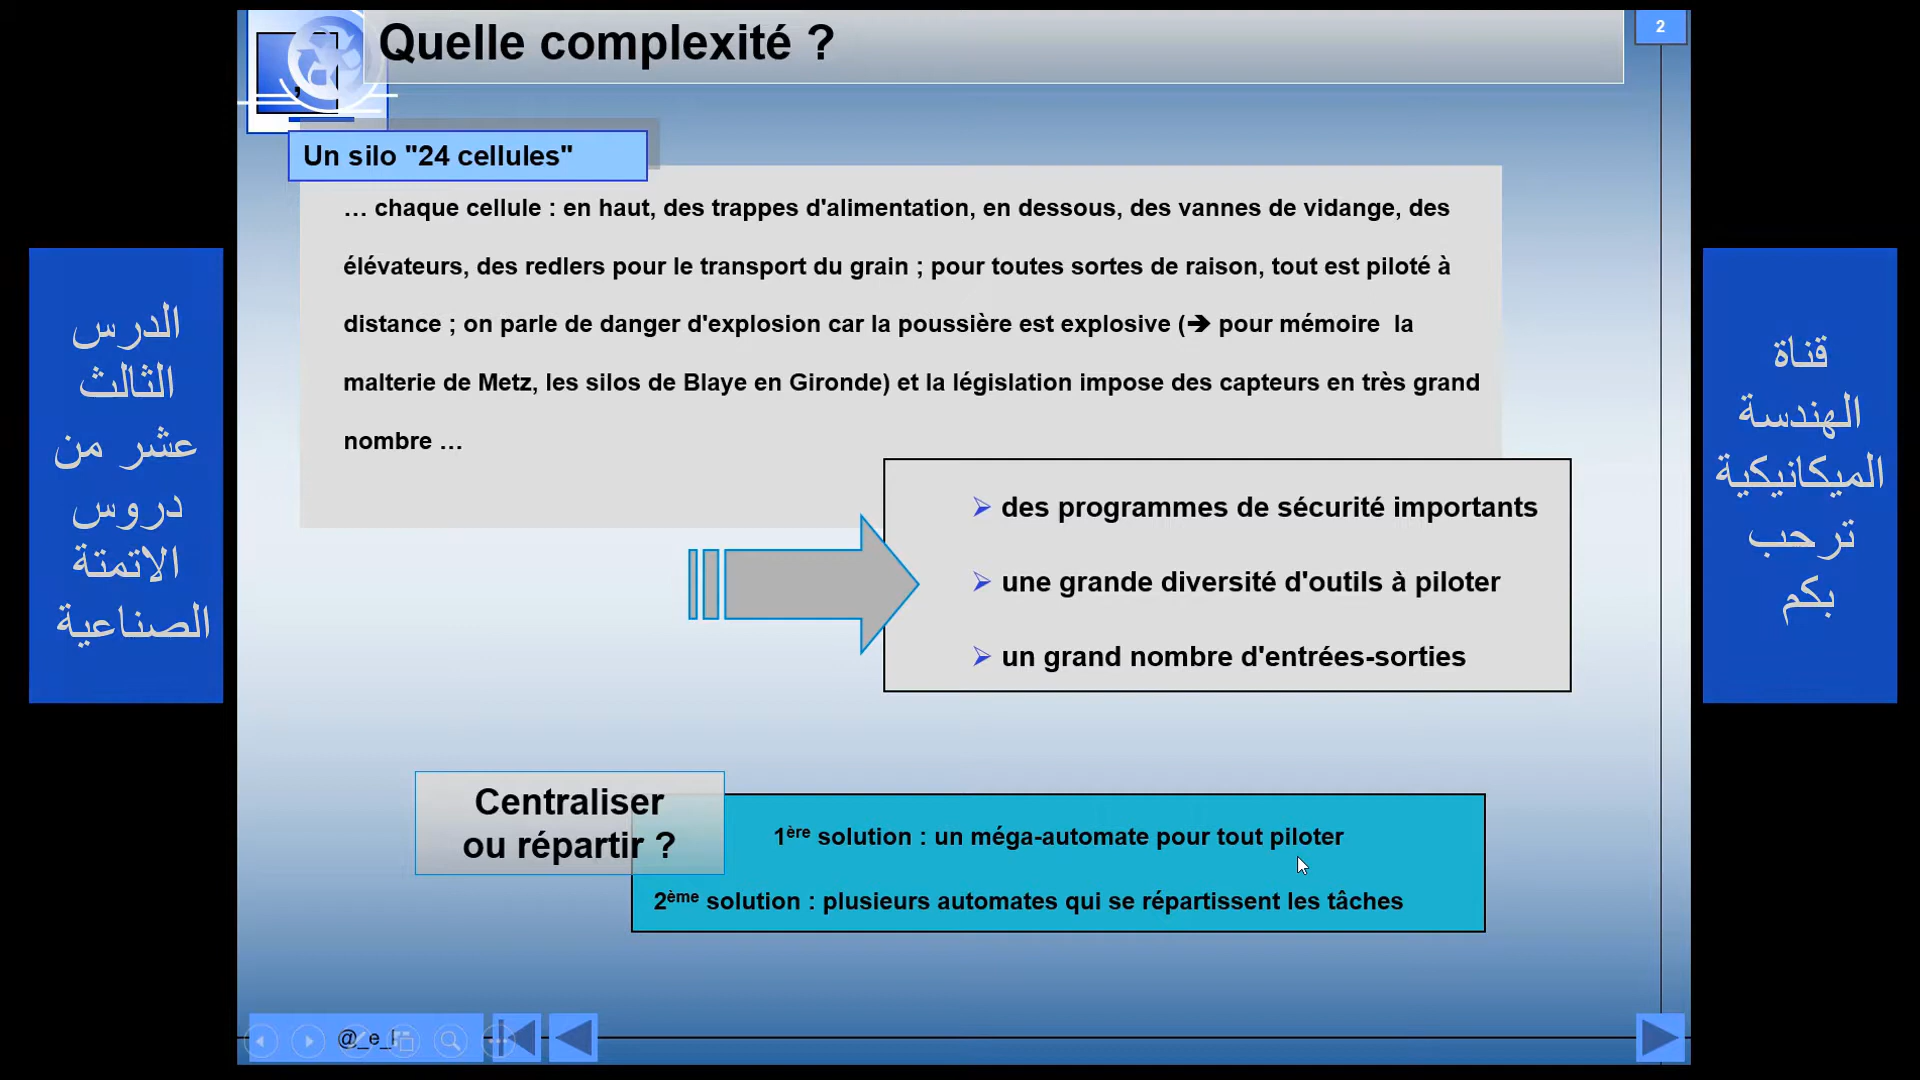 Quelle complexité ?
2
Un silo "24 cellules"
… chaque cellule : en haut, des trappes d'alimentation, en dessous, des vannes de vidange, des
élévateurs, des redlers pour le transport du grain ; pour toutes sortes de raison, tout est piloté à
distance ; on parle de danger d'explosion car la poussière est explosive (➔ pour mémoire la
malterie de Metz, les silos de Blaye en Gironde) et la législation impose des capteurs en très grand
nombre …
➢ des programmes de sécurité importants
➢ une grande diversité d'outils à piloter
➢ un grand nombre d'entrées-sorties
Centraliser
ou répartir ?
1ère solution : un méga-automate pour tout piloter
2ème solution : plusieurs automates qui se répartissent les tâches
الدرس
الثالث
عشر من
دروس
الاتمتة
الصناعية
قناة
الهندسة
الميكانيكية
ترحب
بكم